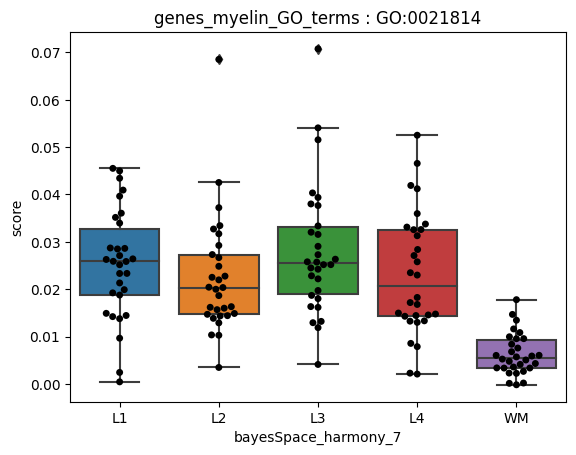 genes_myelin_GO_terms : GO:0021814
0.07
0.06
0.05
0.04
0.03
0.02
0.01
0.00
score
L1 L2 L3 L4 WM
bayesSpace_harmony_7